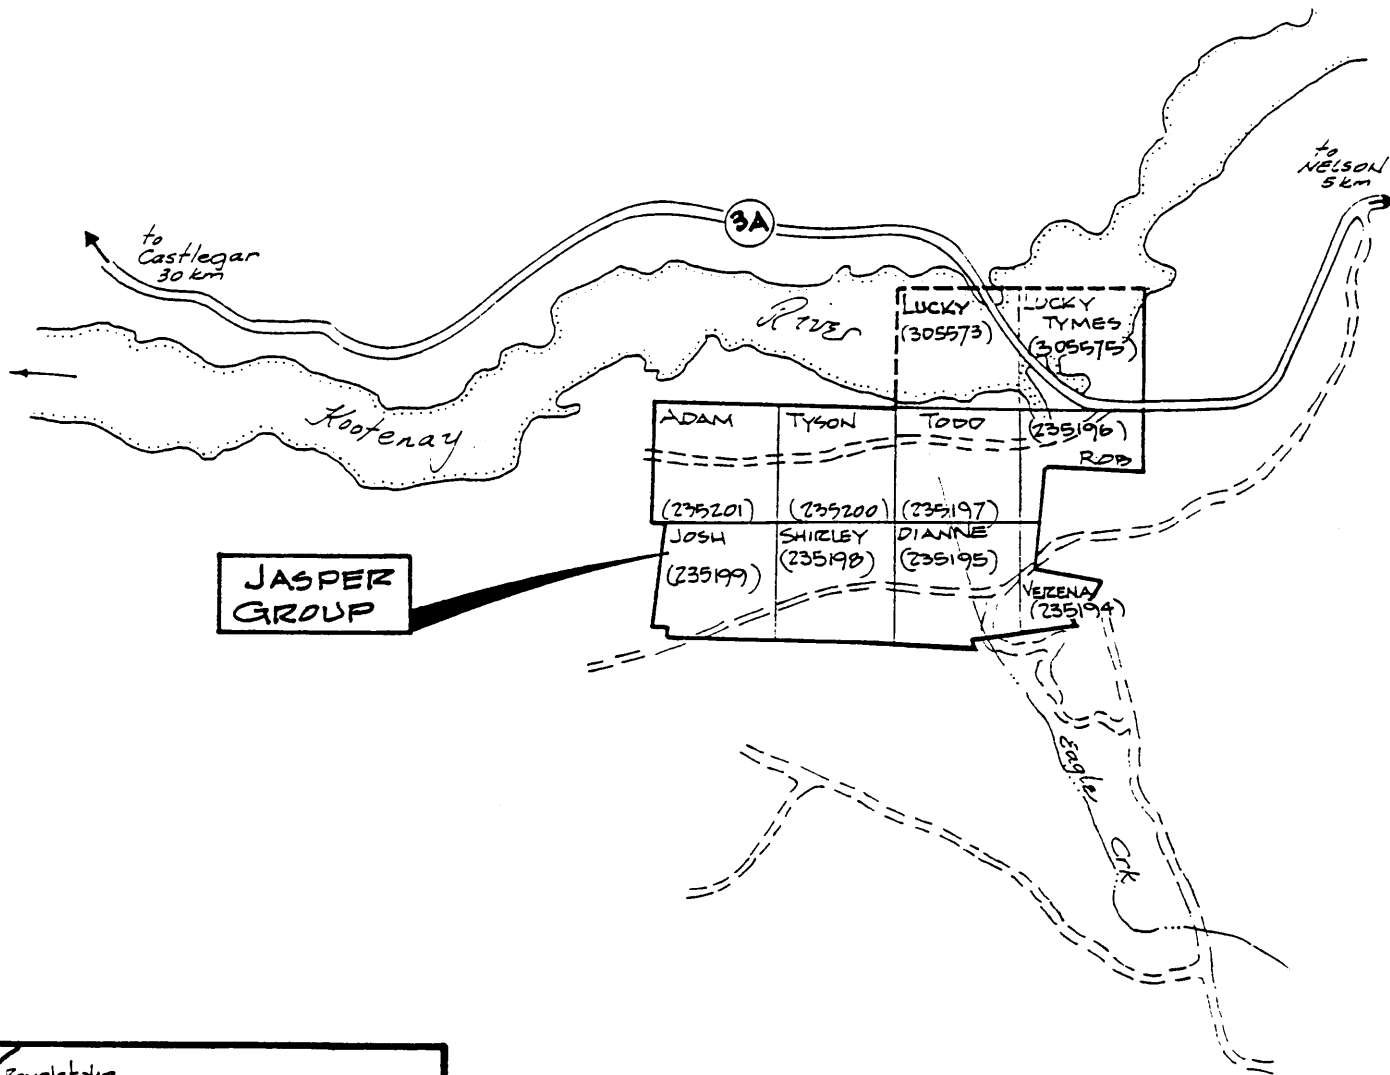 to
NELSON
5 km
3A
to
Castlegar
30 km
LUCKY
(305573)
LUCKY
TYMES
(305575)
River
Kootenay
ADAM
(235201)
TYSON
(235200)
TODD
(235197)
(235196)
ROB
JOSH
(235199)
SHIRLEY
(235198)
DIANNE
(235195)
VERENA
(235194)
JASPER
GROUP
Eagle
Crk